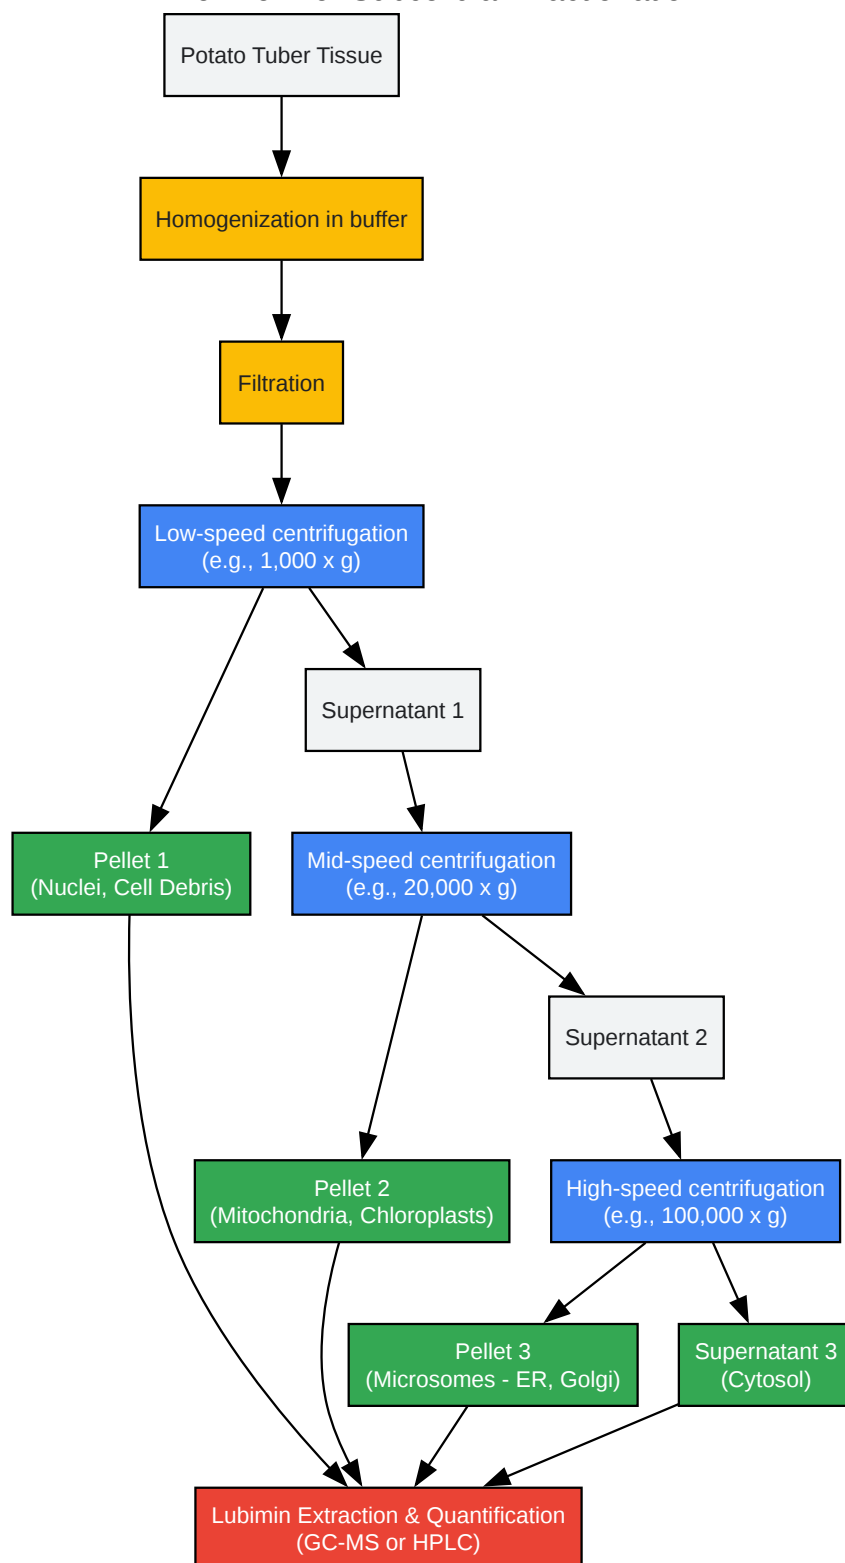 Potato Tuber Tissue
Homogenization in buffer
Filtration
Low-speed centrifugation
(e.g., 1,000 x g)
Supernatant 1
Pellet 1
(Nuclei, Cell Debris)
Mid-speed centrifugation
(e.g., 20,000 x g)
Supernatant 2
Pellet 2
(Mitochondria, Chloroplasts)
High-speed centrifugation
(e.g., 100,000 x g)
Pellet 3
(Microsomes - ER, Golgi)
Supernatant 3
(Cytosol)
Lubimin Extraction & Quantification
(GC-MS or HPLC)